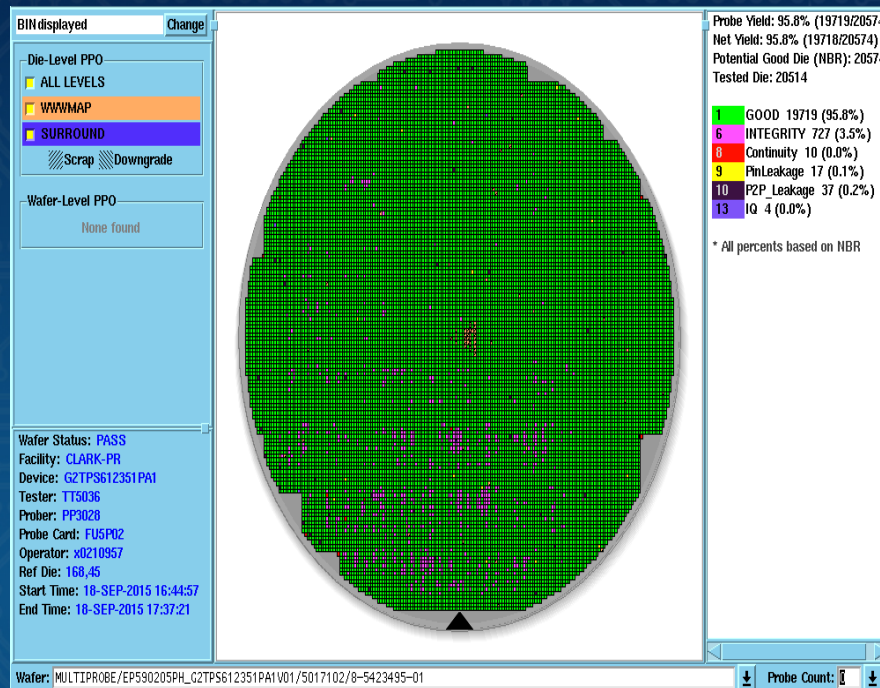 BIN displayed
Change
Die-Level PPO
ALL LEVELS
WWWMAP
SURROUND
Scrap Downgrade
Wafer-Level PPO
None found
Wafer Status: PASS
Facility: CLARK-PR
Device: G2TPS612351PA1
Tester: TT5036
Prober: PP3028
Probe Card: FU5P02
Operator: x0210957
Ref Die: 168,45
Start Time: 18-SEP-2015 16:44:57
End Time: 18-SEP-2015 17:37:21
Probe Yield: 95.8% (19719/20574
Net Yield: 95.8% (19718/20574)
Potential Good Die (NBR): 2057
Tested Die: 20514
1 GOOD 19719 (95.8%)
6 INTEGRITY 727 (3.5%)
8 Continuity 10 (0.0%)
9 PinLeakage 17 (0.1%)
10 P2P_Leakage 37 (0.2%)
13 IQ 4 (0.0%)
* All percents based on NBR
Wafer: MULTIPROBE/EP590205PH_G2TPS612351PA1V01/5017102/8-5423495-01
Probe Count: